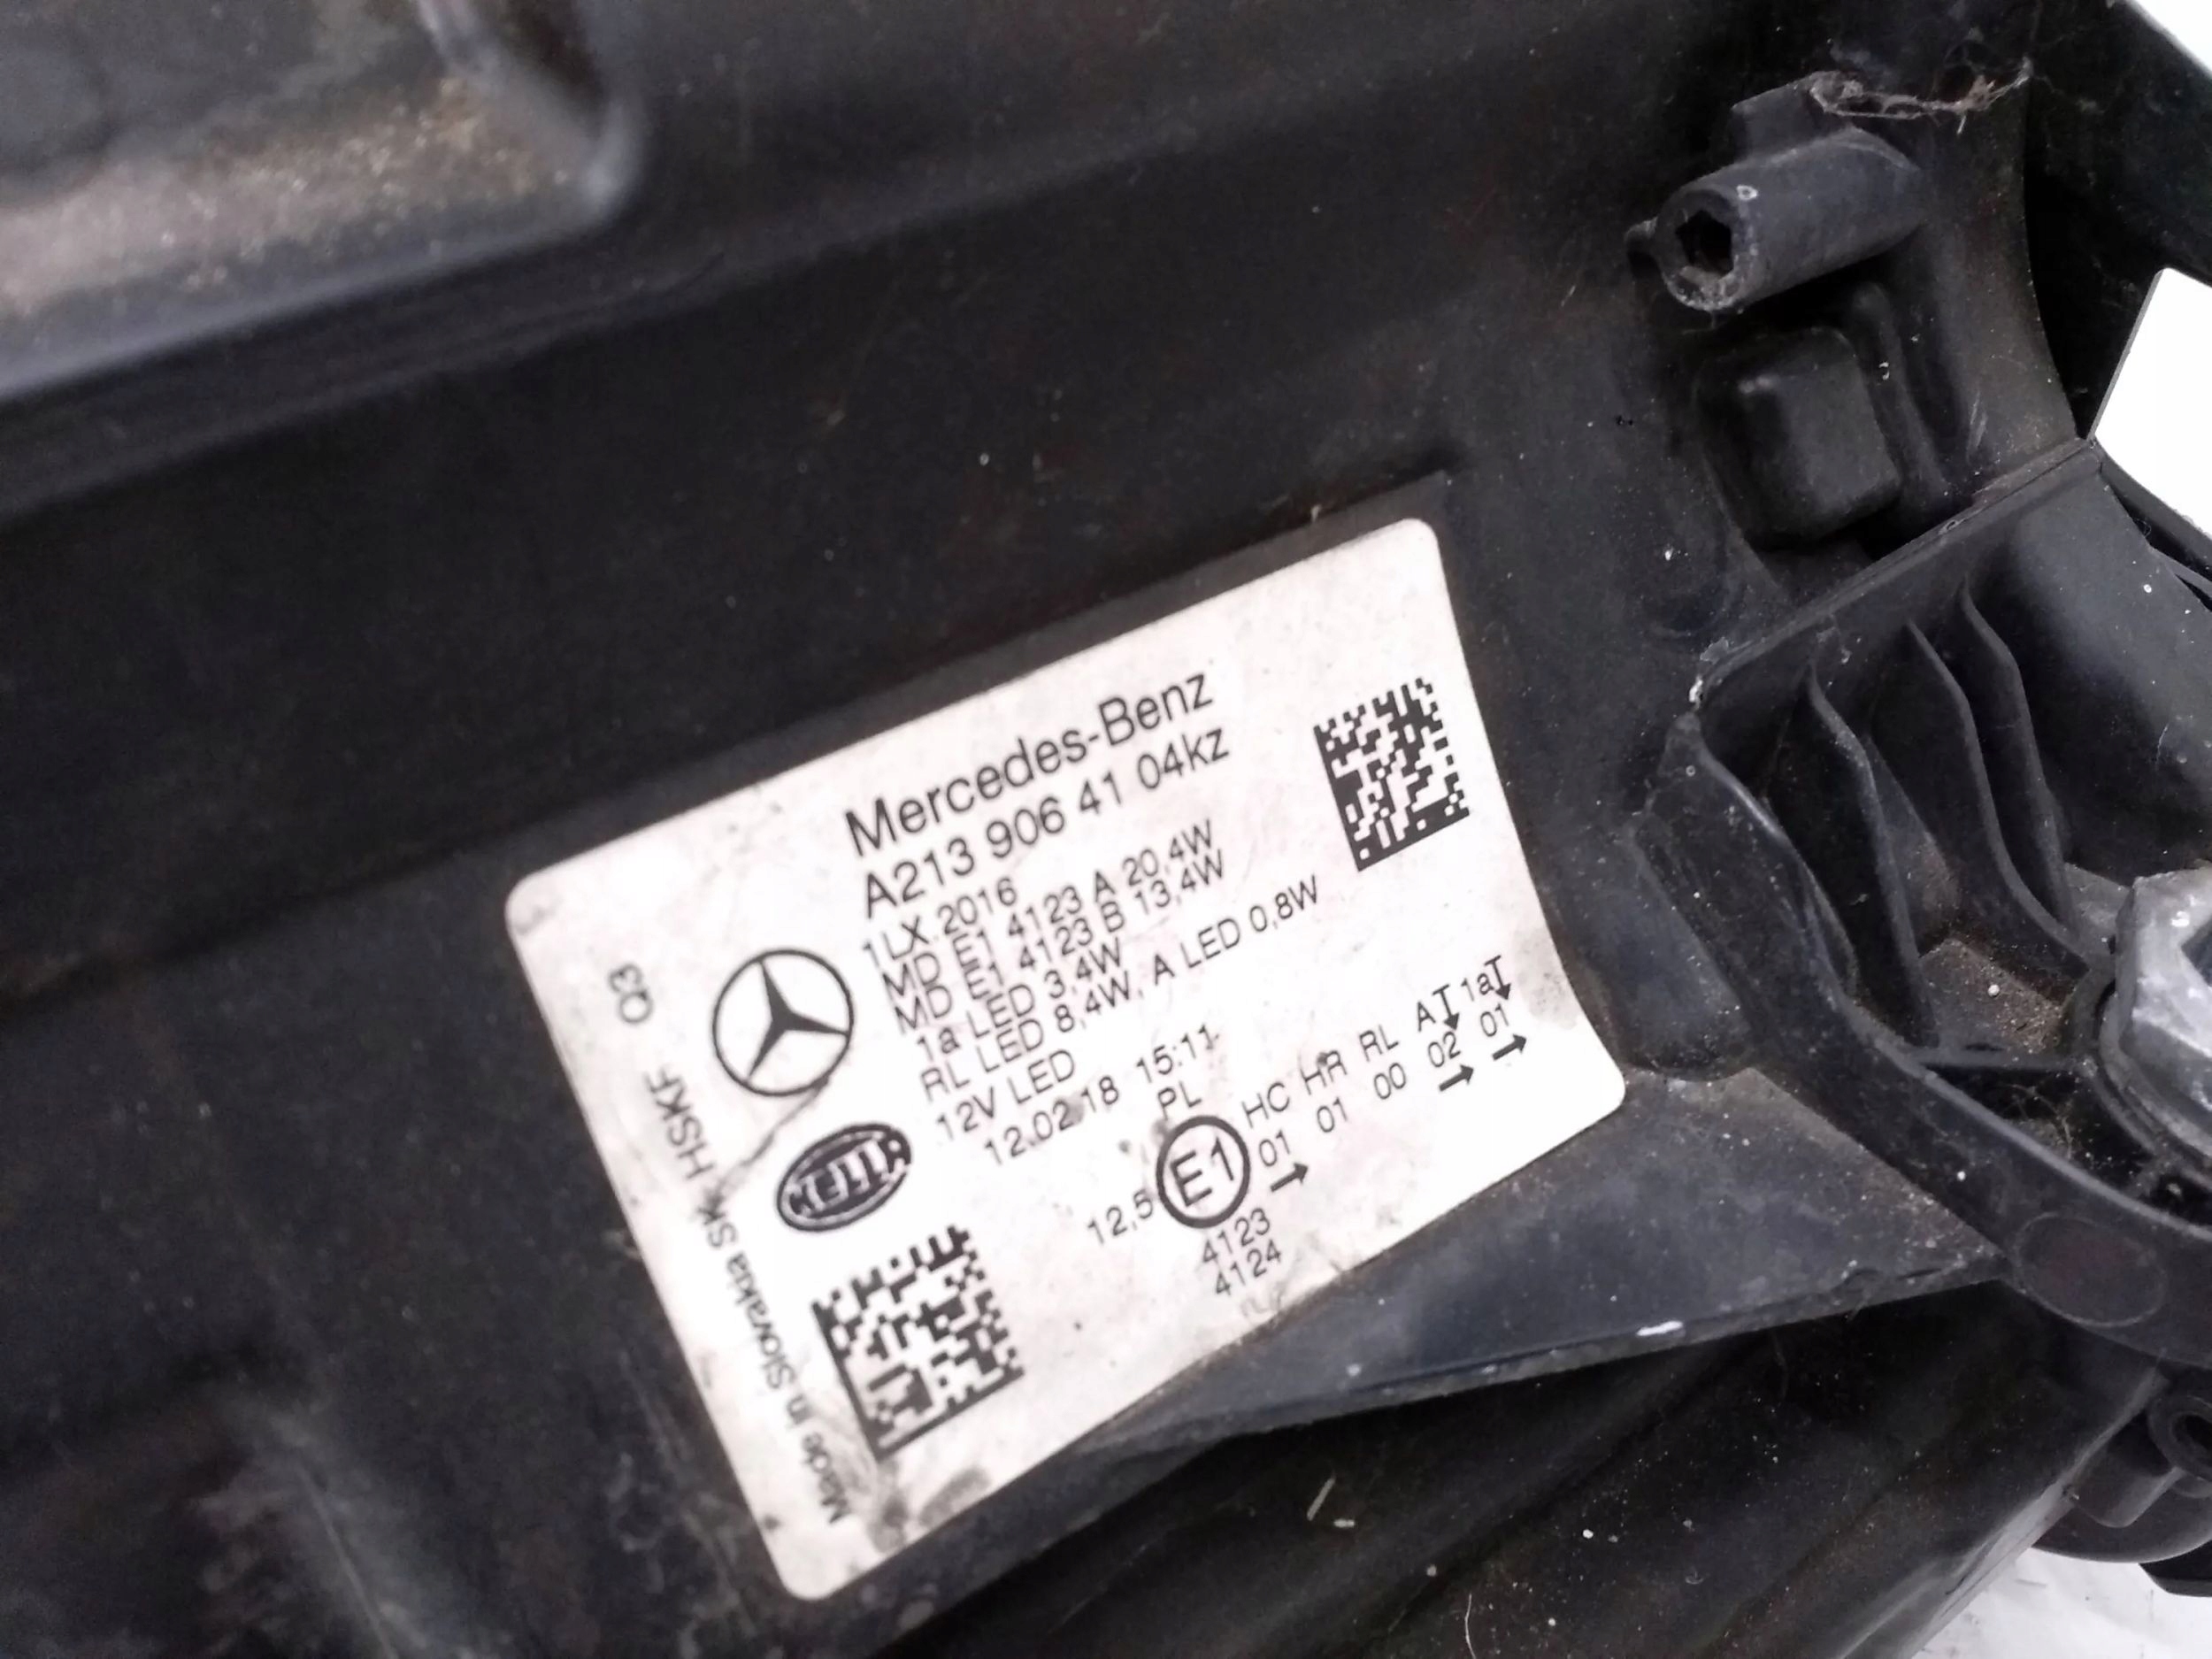 Mercedes-Benz
A213 906 41 04kz
1LX 2016
MD E1 4123 A 20,4W
MD E1 4123 B 13,4W
1a LED 3,4W
RL LED 8,4W, A LED 0,8W
12V LED
12.02.18 15:11
PL
HC HR RL A 1a
12,5 E1 01 01 00 02 01
→ → →
4123
4124
HELLA
Made in Slovakia SK HSKF Q3